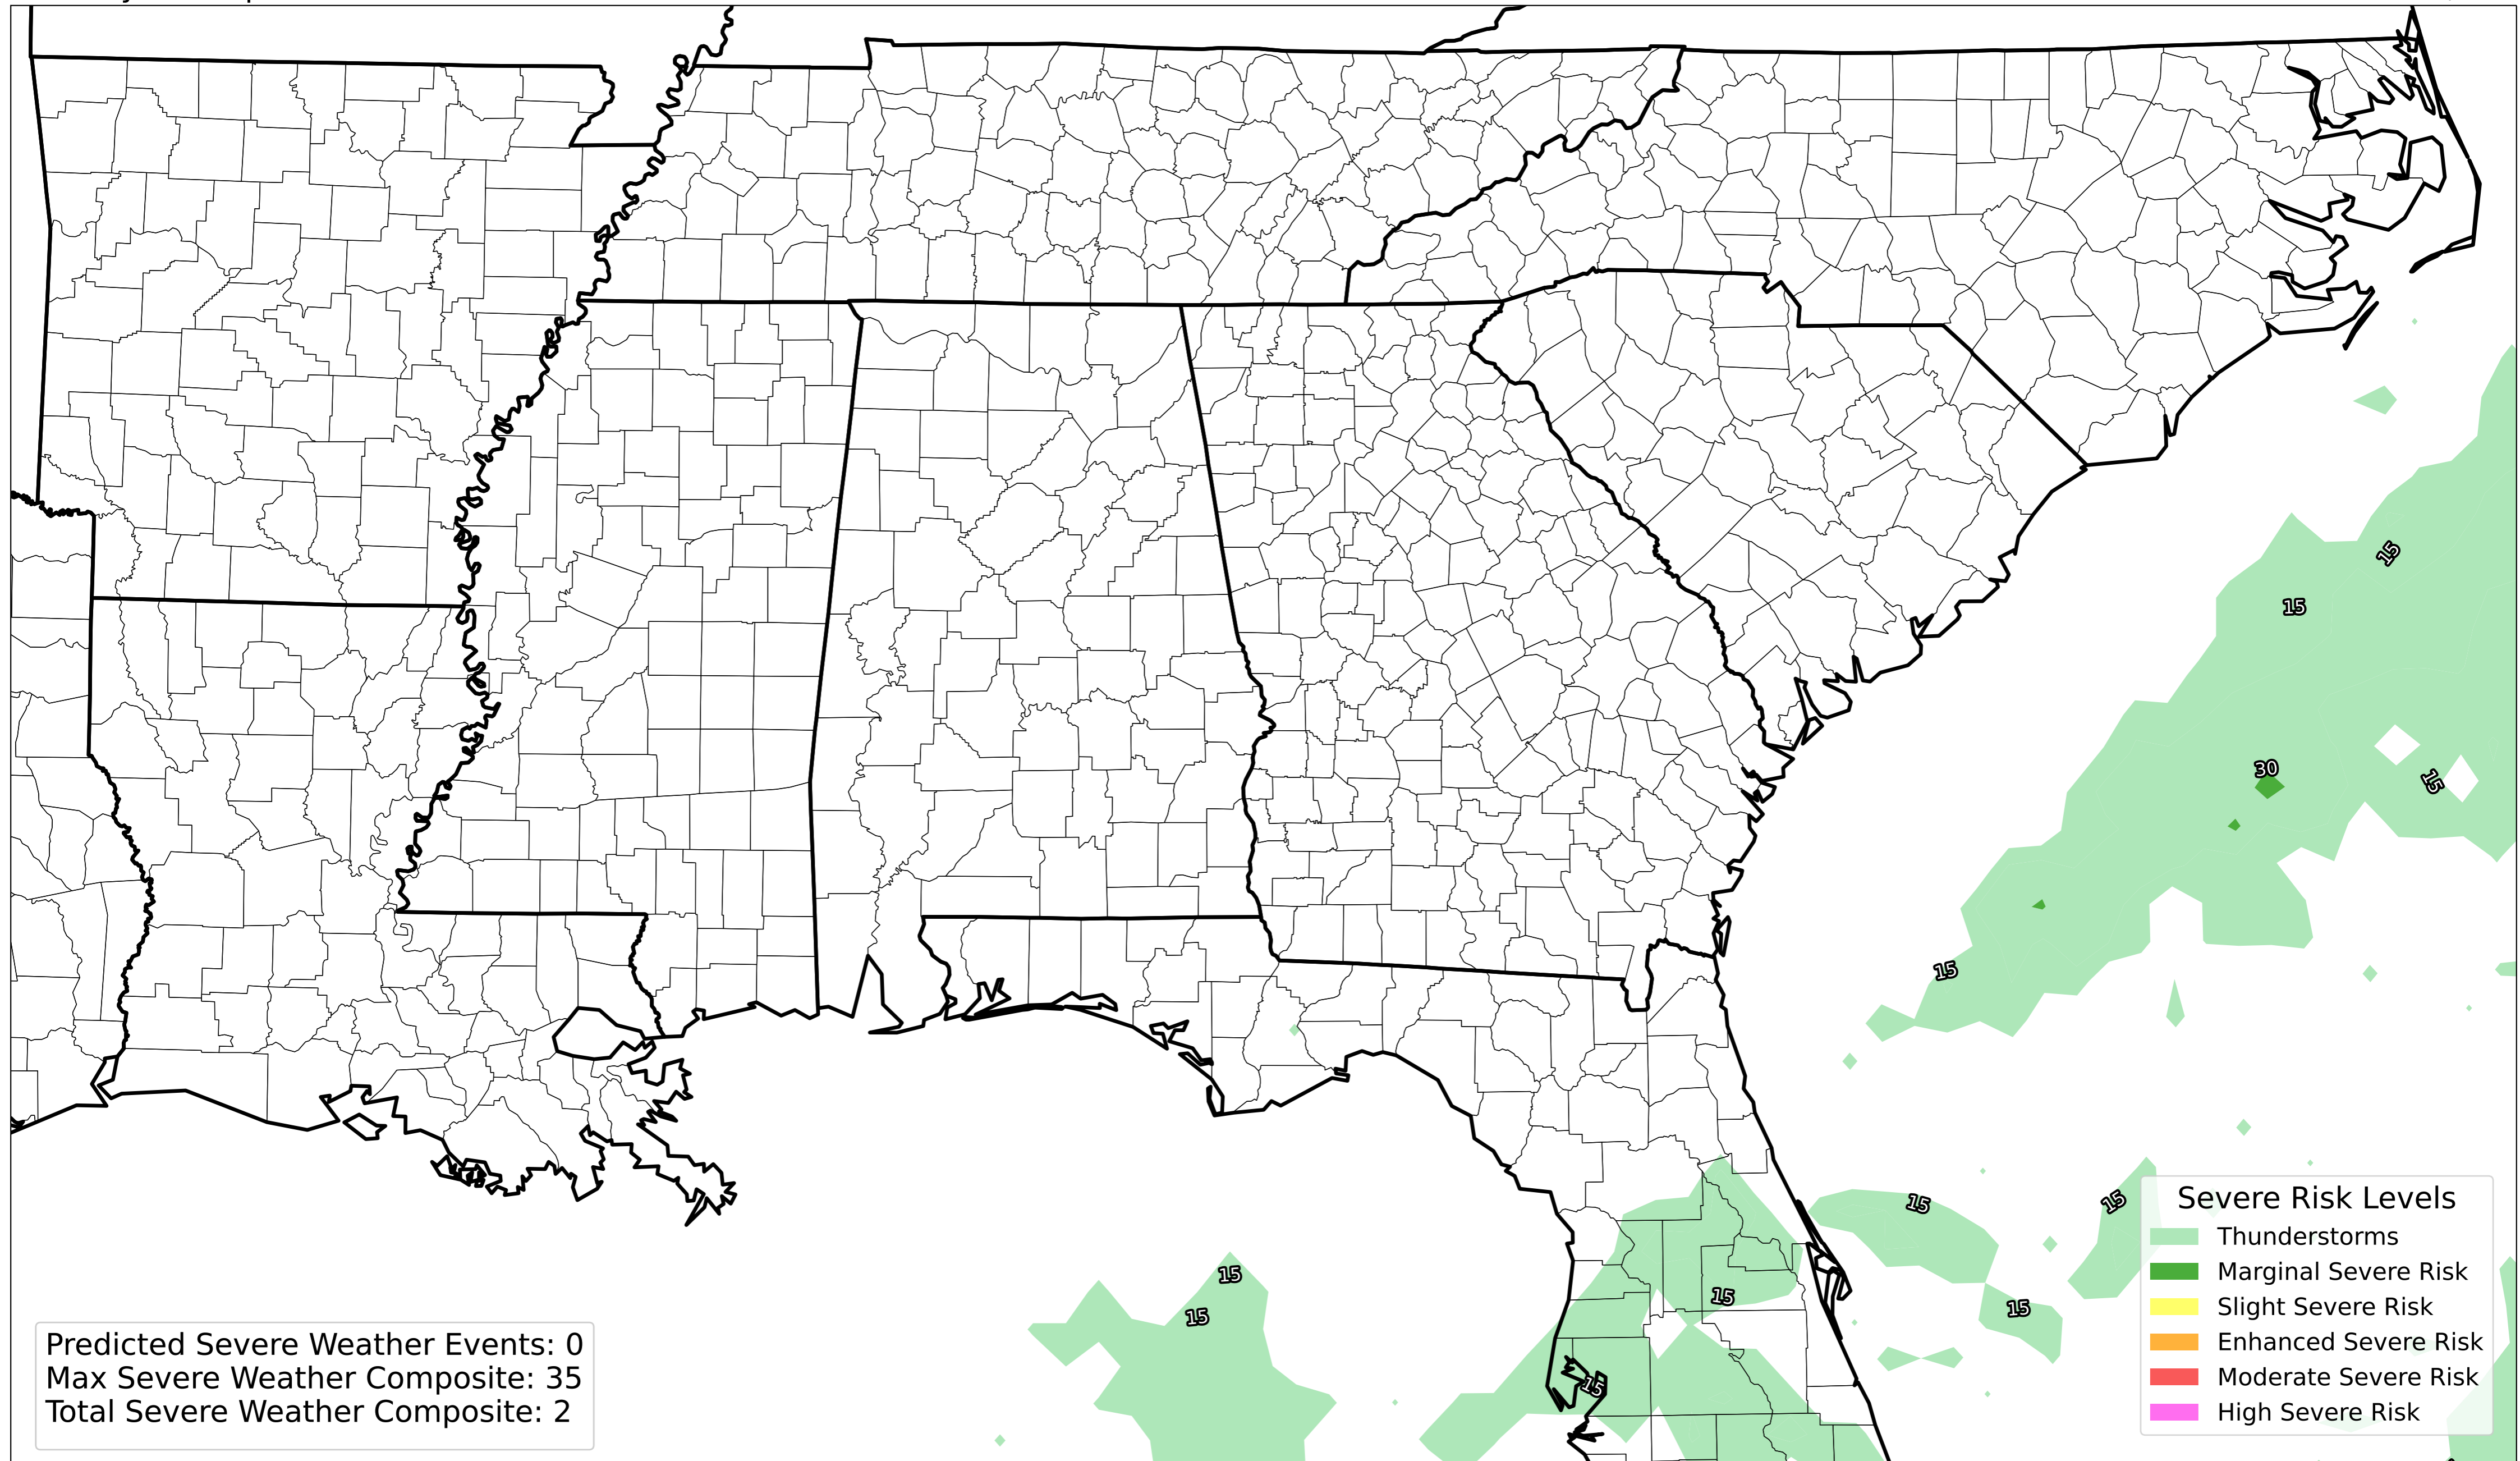 15
15
30
15
15
15
15
15
15
15
15
15
Severe Risk Levels
Thunderstorms
Marginal Severe Risk
Slight Severe Risk
Enhanced Severe Risk
Moderate Severe Risk
High Severe Risk
Predicted Severe Weather Events: 0
Max Severe Weather Composite: 35
Total Severe Weather Composite: 2